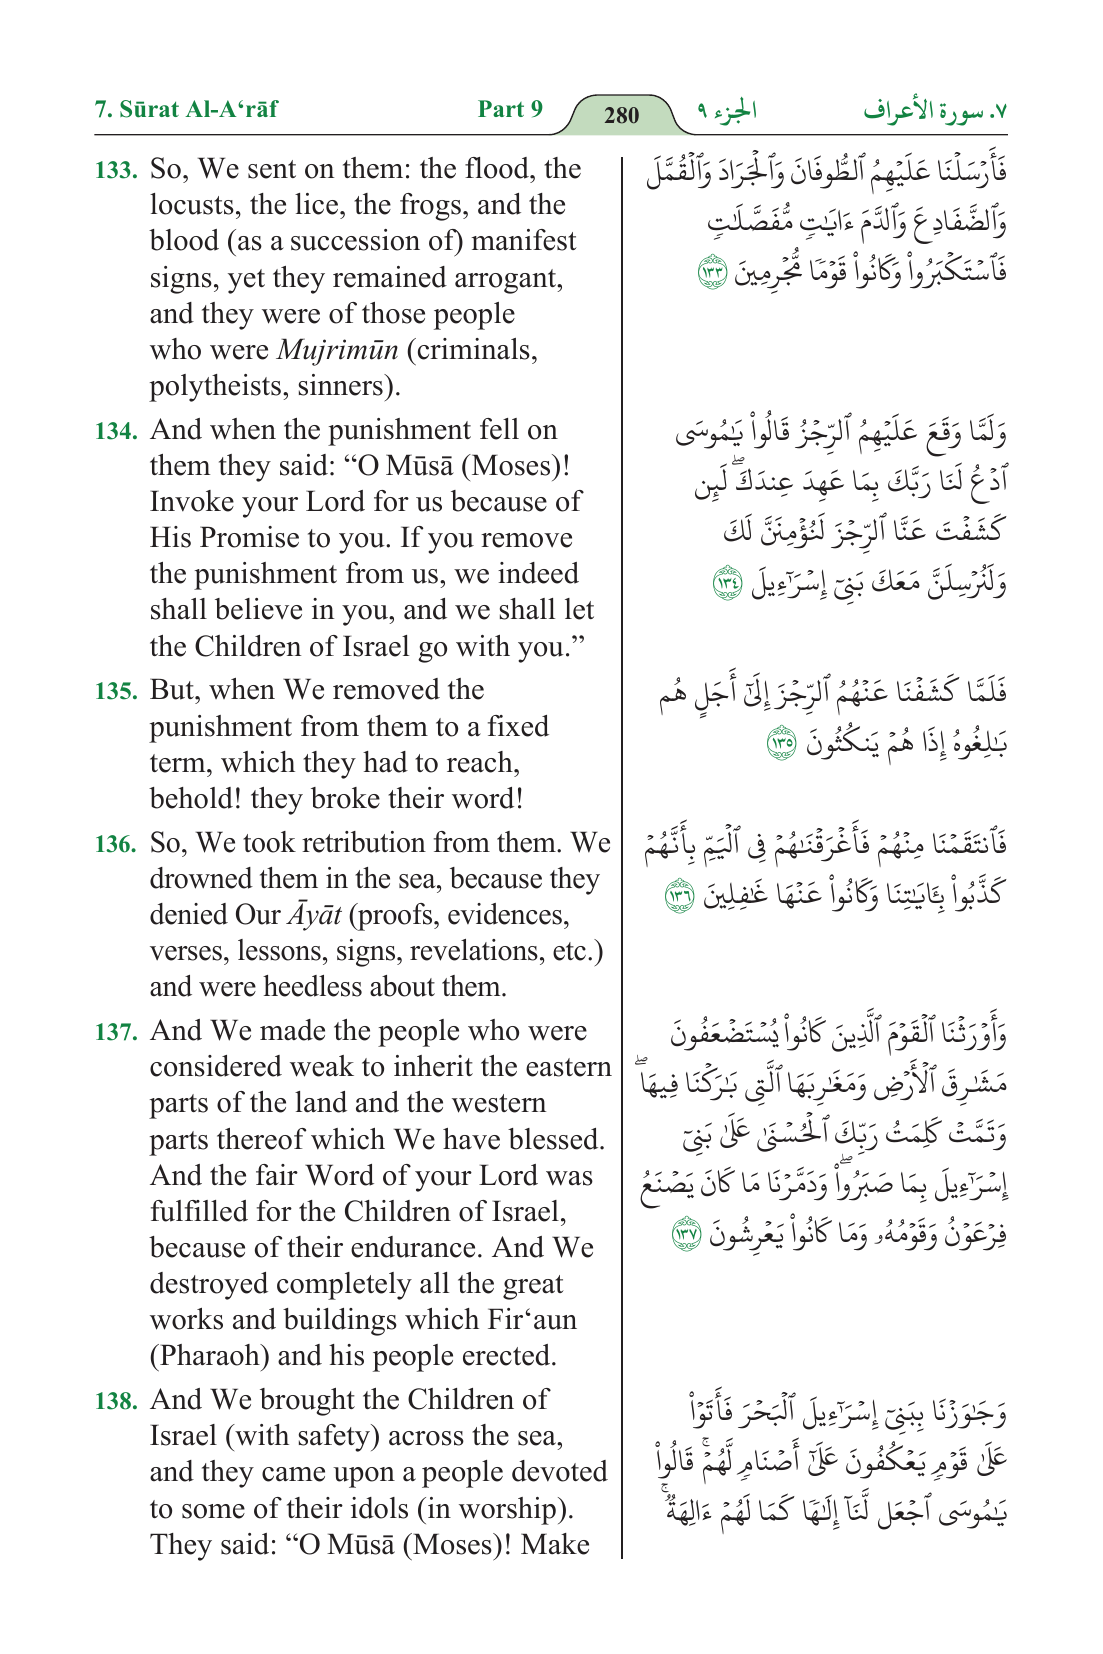 7. Sūrat Al-A‘rāf Part 9 280 الجزء ٩ ٧. سورة الأعراف
133. So, We sent on them: the flood, the
locusts, the lice, the frogs, and the
blood (as a succession of) manifest
signs, yet they remained arrogant,
and they were of those people
who were Mujrimūn (criminals,
polytheists, sinners).
134. And when the punishment fell on
them they said: “O Mūsā (Moses)!
Invoke your Lord for us because of
His Promise to you. If you remove
the punishment from us, we indeed
shall believe in you, and we shall let
the Children of Israel go with you.”
135. But, when We removed the
punishment from them to a fixed
term, which they had to reach,
behold! they broke their word!
136. So, We took retribution from them. We
drowned them in the sea, because they
denied Our Āyāt (proofs, evidences,
verses, lessons, signs, revelations, etc.)
and were heedless about them.
137. And We made the people who were
considered weak to inherit the eastern
parts of the land and the western
parts thereof which We have blessed.
And the fair Word of your Lord was
fulfilled for the Children of Israel,
because of their endurance. And We
destroyed completely all the great
works and buildings which Fir‘aun
(Pharaoh) and his people erected.
138. And We brought the Children of
Israel (with safety) across the sea,
and they came upon a people devoted
to some of their idols (in worship).
They said: “O Mūsā (Moses)! Make
فَأَرۡسَلۡنَا عَلَيۡهِمُ ٱلطُّوفَانَ وَٱلۡجَرَادَ وَٱلۡقُمَّلَ
وَٱلضَّفَادِعَ وَٱلدَّمَ ءَايَٰتٖ مُّفَصَّلَٰتٖ
فَٱسۡتَكۡبَرُواْ وَكَانُواْ قَوۡمٗا مُّجۡرِمِينَ ١٣٣
وَلَمَّا وَقَعَ عَلَيۡهِمُ ٱلرِّجۡزُ قَالُواْ يَٰمُوسَى
ٱدۡعُ لَنَا رَبَّكَ بِمَا عَهِدَ عِندَكَۖ لَئِن
كَشَفۡتَ عَنَّا ٱلرِّجۡزَ لَنُؤۡمِنَنَّ لَكَ
وَلَنُرۡسِلَنَّ مَعَكَ بَنِيٓ إِسۡرَٰٓءِيلَ ١٣٤
فَلَمَّا كَشَفۡنَا عَنۡهُمُ ٱلرِّجۡزَ إِلَىٰٓ أَجَلٍ هُم
بَٰلِغُوهُ إِذَا هُمۡ يَنكُثُونَ ١٣٥
فَٱنتَقَمۡنَا مِنۡهُمۡ فَأَغۡرَقۡنَٰهُمۡ فِي ٱلۡيَمِّ بِأَنَّهُمۡ
كَذَّبُواْ بِـَٔايَٰتِنَا وَكَانُواْ عَنۡهَا غَٰفِلِينَ ١٣٦
وَأَوۡرَثۡنَا ٱلۡقَوۡمَ ٱلَّذِينَ كَانُواْ يُسۡتَضۡعَفُونَ
مَشَٰرِقَ ٱلۡأَرۡضِ وَمَغَٰرِبَهَا ٱلَّتِي بَٰرَكۡنَا فِيهَاۖ
وَتَمَّتۡ كَلِمَتُ رَبِّكَ ٱلۡحُسۡنَىٰ عَلَىٰ بَنِيٓ
إِسۡرَٰٓءِيلَ بِمَا صَبَرُواْۖ وَدَمَّرۡنَا مَا كَانَ يَصۡنَعُ
فِرۡعَوۡنُ وَقَوۡمُهُۥ وَمَا كَانُواْ يَعۡرِشُونَ ١٣٧
وَجَٰوَزۡنَا بِبَنِيٓ إِسۡرَٰٓءِيلَ ٱلۡبَحۡرَ فَأَتَوۡاْ
عَلَىٰ قَوۡمٖ يَعۡكُفُونَ عَلَىٰٓ أَصۡنَامٖ لَّهُمۡۚ قَالُواْ
يَٰمُوسَى ٱجۡعَل لَّنَآ إِلَٰهٗا كَمَا لَهُمۡ ءَالِهَةٞۚ